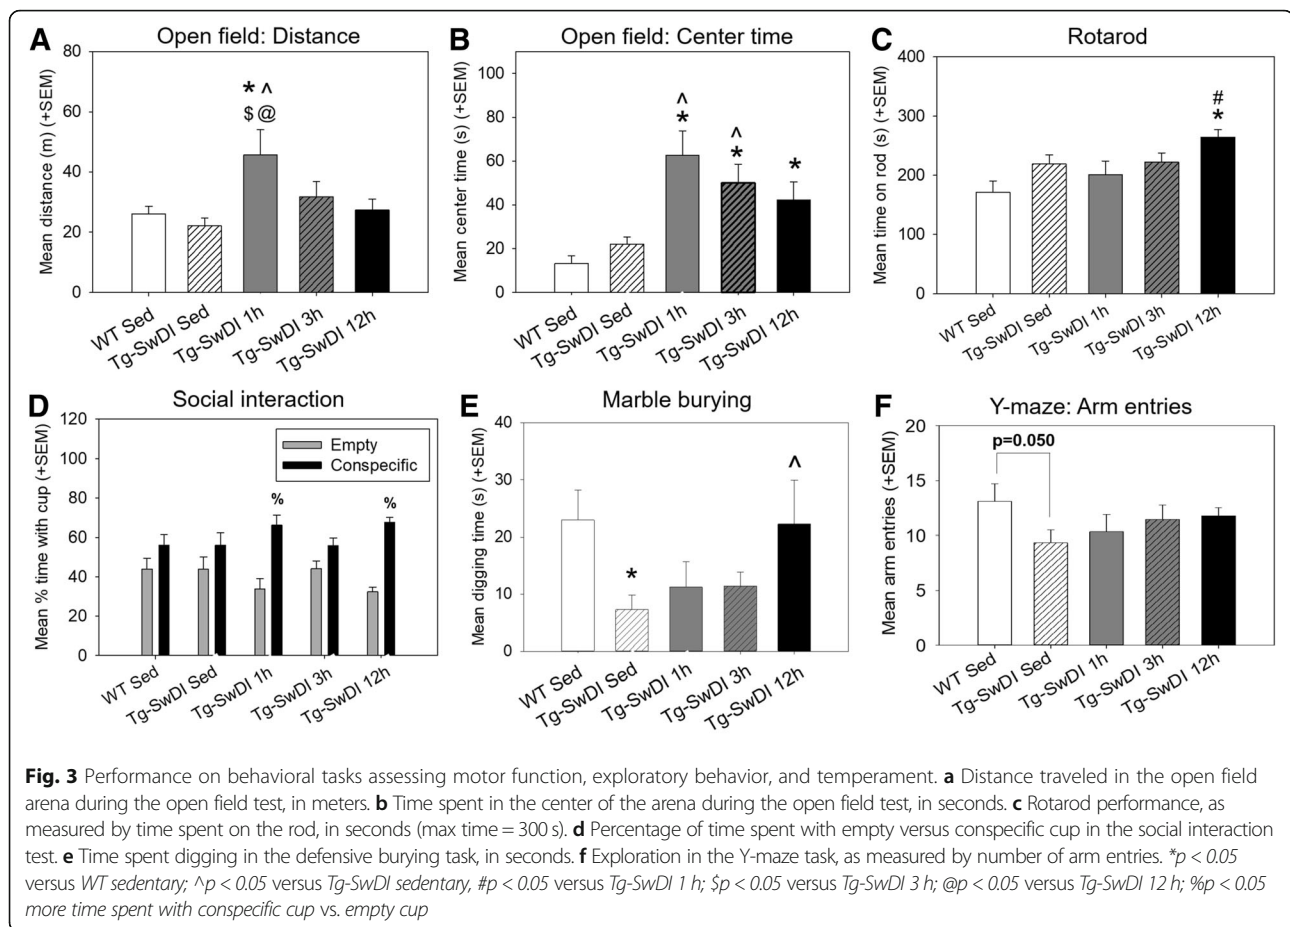 A
Open field: Distance
Mean distance (m) (+SEM)
80
60
40
20
0
* ^
$ @
WT Sed
Tg-SwDI Sed
Tg-SwDI 1h
Tg-SwDI 3h
Tg-SwDI 12h
B
Open field: Center time
Mean center time (s) (+SEM)
100
80
60
40
20
0
^
*
^
*
*
WT Sed
Tg-SwDI Sed
Tg-SwDI 1h
Tg-SwDI 3h
Tg-SwDI 12h
C
Rotarod
Mean time on rod (s) (+SEM)
400
300
200
100
0
#
*
WT Sed
Tg-SwDI Sed
Tg-SwDI 1h
Tg-SwDI 3h
Tg-SwDI 12h
D
Social interaction
Mean % time with cup (+SEM)
120
100
80
60
40
20
0
Empty
Conspecific
%
%
WT Sed
Tg-SwDI Sed
Tg-SwDI 1h
Tg-SwDI 3h
Tg-SwDI 12h
E
Marble burying
Mean digging time (s) (+SEM)
40
30
20
10
0
*
^
WT Sed
Tg-SwDI Sed
Tg-SwDI 1h
Tg-SwDI 3h
Tg-SwDI 12h
F
Y-maze: Arm entries
Mean arm entries (+SEM)
20
15
10
5
0
p=0.050
WT Sed
Tg-SwDI Sed
Tg-SwDI 1h
Tg-SwDI 3h
Tg-SwDI 12h
Fig. 3 Performance on behavioral tasks assessing motor function, exploratory behavior, and temperament. a Distance traveled in the open field
arena during the open field test, in meters. b Time spent in the center of the arena during the open field test, in seconds. c Rotarod performance, as
measured by time spent on the rod, in seconds (max time = 300 s). d Percentage of time spent with empty versus conspecific cup in the social interaction
test. e Time spent digging in the defensive burying task, in seconds. f Exploration in the Y-maze task, as measured by number of arm entries. *p < 0.05
versus WT sedentary; ^p < 0.05 versus Tg-SwDI sedentary, #p < 0.05 versus Tg-SwDI 1 h; $p < 0.05 versus Tg-SwDI 3 h; @p < 0.05 versus Tg-SwDI 12 h; %p < 0.05
more time spent with conspecific cup vs. empty cup